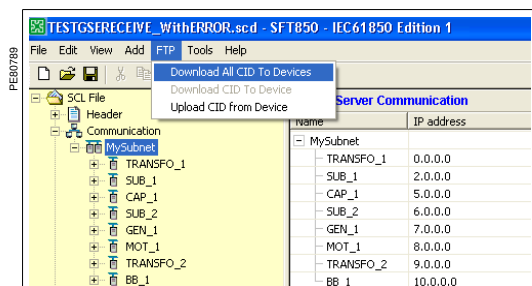 TESTGSERECEIVE_WithERROR.scd - SFT850 - IEC61850 Edition 1
File Edit View Add FTP Tools Help
PE80789
Download All CID To Devices
Download CID To Device
Upload CID from Device
SCL File
Header
Communication
MySubnet
TRANSFO_1
SUB_1
CAP_1
SUB_2
GEN_1
MOT_1
TRANSFO_2
BB_1
Server Communication
Name IP address
MySubnet
TRANSFO_1 0.0.0.0
SUB_1 2.0.0.0
CAP_1 5.0.0.0
SUB_2 6.0.0.0
GEN_1 7.0.0.0
MOT_1 8.0.0.0
TRANSFO_2 9.0.0.0
BB_1 10.0.0.0